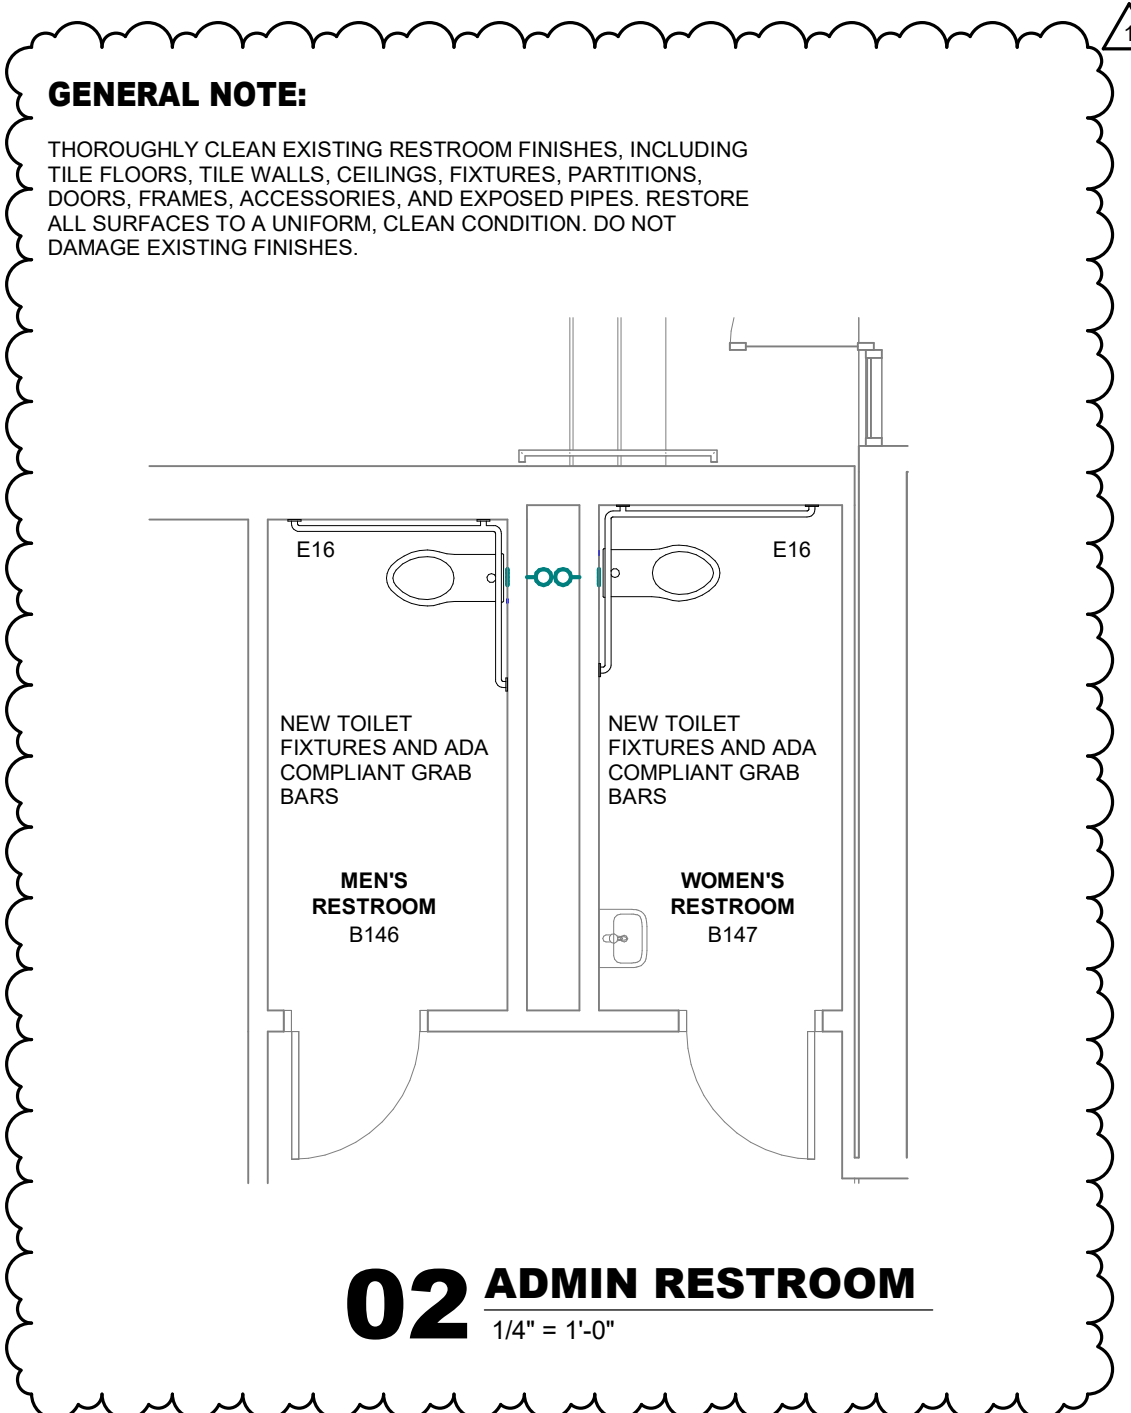 1
GENERAL NOTE:
THOROUGHLY CLEAN EXISTING RESTROOM FINISHES, INCLUDING
TILE FLOORS, TILE WALLS, CEILINGS, FIXTURES, PARTITIONS,
DOORS, FRAMES, ACCESSORIES, AND EXPOSED PIPES. RESTORE
ALL SURFACES TO A UNIFORM, CLEAN CONDITION. DO NOT
DAMAGE EXISTING FINISHES.
E16
E16
NEW TOILET
FIXTURES AND ADA
COMPLIANT GRAB
BARS
NEW TOILET
FIXTURES AND ADA
COMPLIANT GRAB
BARS
MEN'S
RESTROOM
B146
WOMEN'S
RESTROOM
B147
02 ADMIN RESTROOM
1/4" = 1'-0"